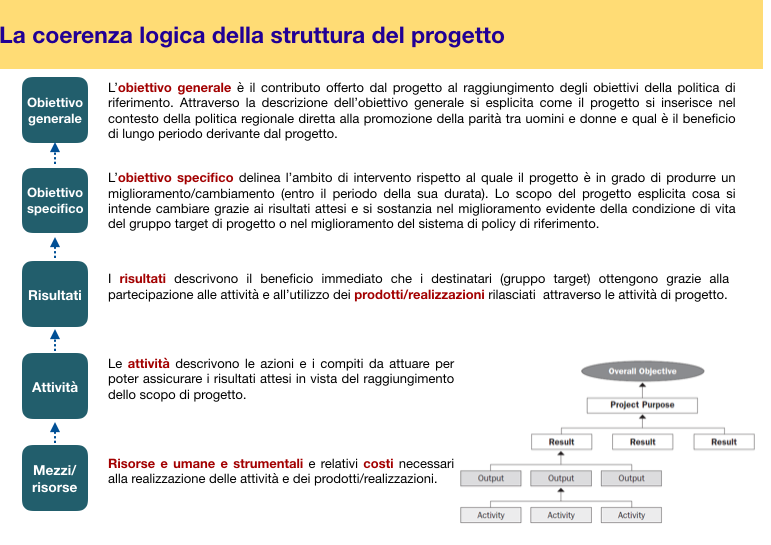 La coerenza logica della struttura del progetto
Obiettivo
generale
L'obiettivo generale è il contributo offerto dal progetto al raggiungimento degli obiettivi della politica di
riferimento. Attraverso la descrizione dell'obiettivo generale si esplicita come il progetto si inserisce nel
contesto della politica regionale diretta alla promozione della parità tra uomini e donne e qual è il beneficio
di lungo periodo derivante dal progetto.
Obiettivo
specifico
L'obiettivo specifico delinea l'ambito di intervento rispetto al quale il progetto è in grado di produrre un
miglioramento/cambiamento (entro il periodo della sua durata). Lo scopo del progetto esplicita cosa si
intende cambiare grazie ai risultati attesi e si sostanzia nel miglioramento evidente della condizione di vita
del gruppo target di progetto o nel miglioramento del sistema di policy di riferimento.
Risultati
I risultati descrivono il beneficio immediato che i destinatari (gruppo target) ottengono grazie alla
partecipazione alle attività e all'utilizzo dei prodotti/realizzazioni rilasciati attraverso le attività di progetto.
Attività
Le attività descrivono le azioni e i compiti da attuare per
poter assicurare i risultati attesi in vista del raggiungimento
dello scopo di progetto.
Mezzi/
risorse
Risorse e umane e strumentali e relativi costi necessari
alla realizzazione delle attività e dei prodotti/realizzazioni.
Overall Objective
Project Purpose
Result Result Result
Output Output Output
Activity Activity Activity